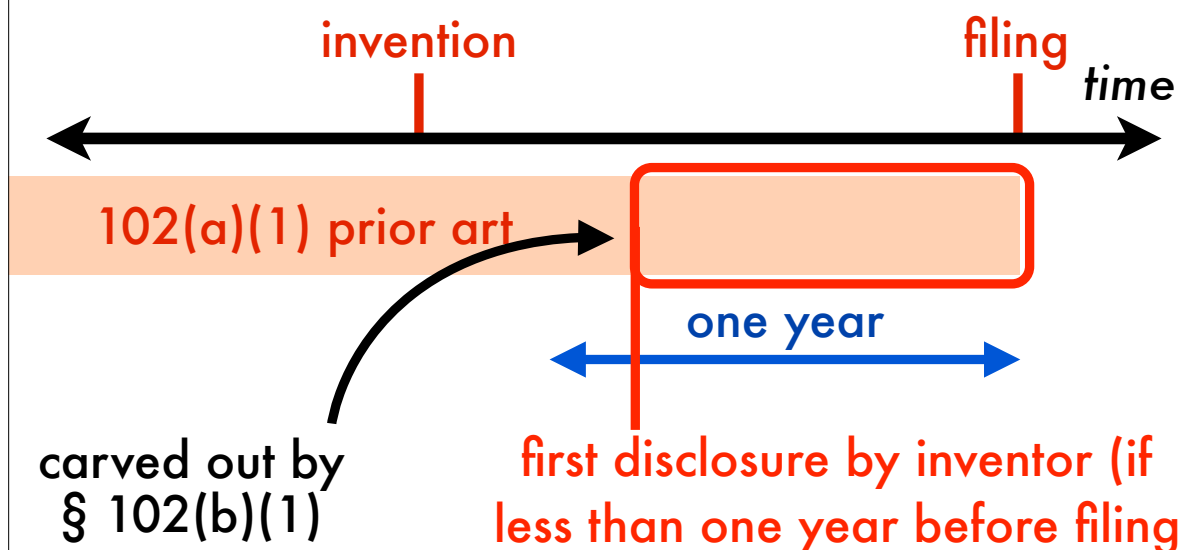 invention
filing
time
102(a)(1) prior art
one year
carved out by
§ 102(b)(1)
first disclosure by inventor (if
less than one year before filing